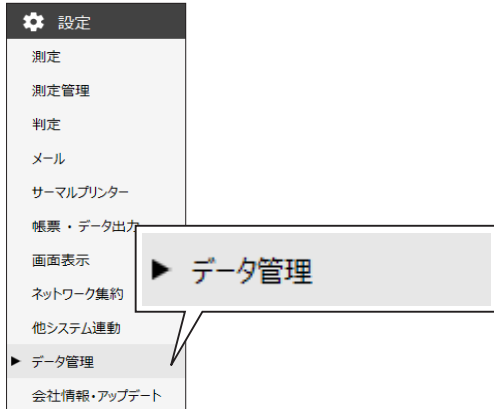 設定
測定
測定管理
判定
メール
サーマルプリンター
帳票 ・ データ出力
画面表示
ネットワーク集約
他システム連動
▶ データ管理
会社情報・アップデート
▶ データ管理